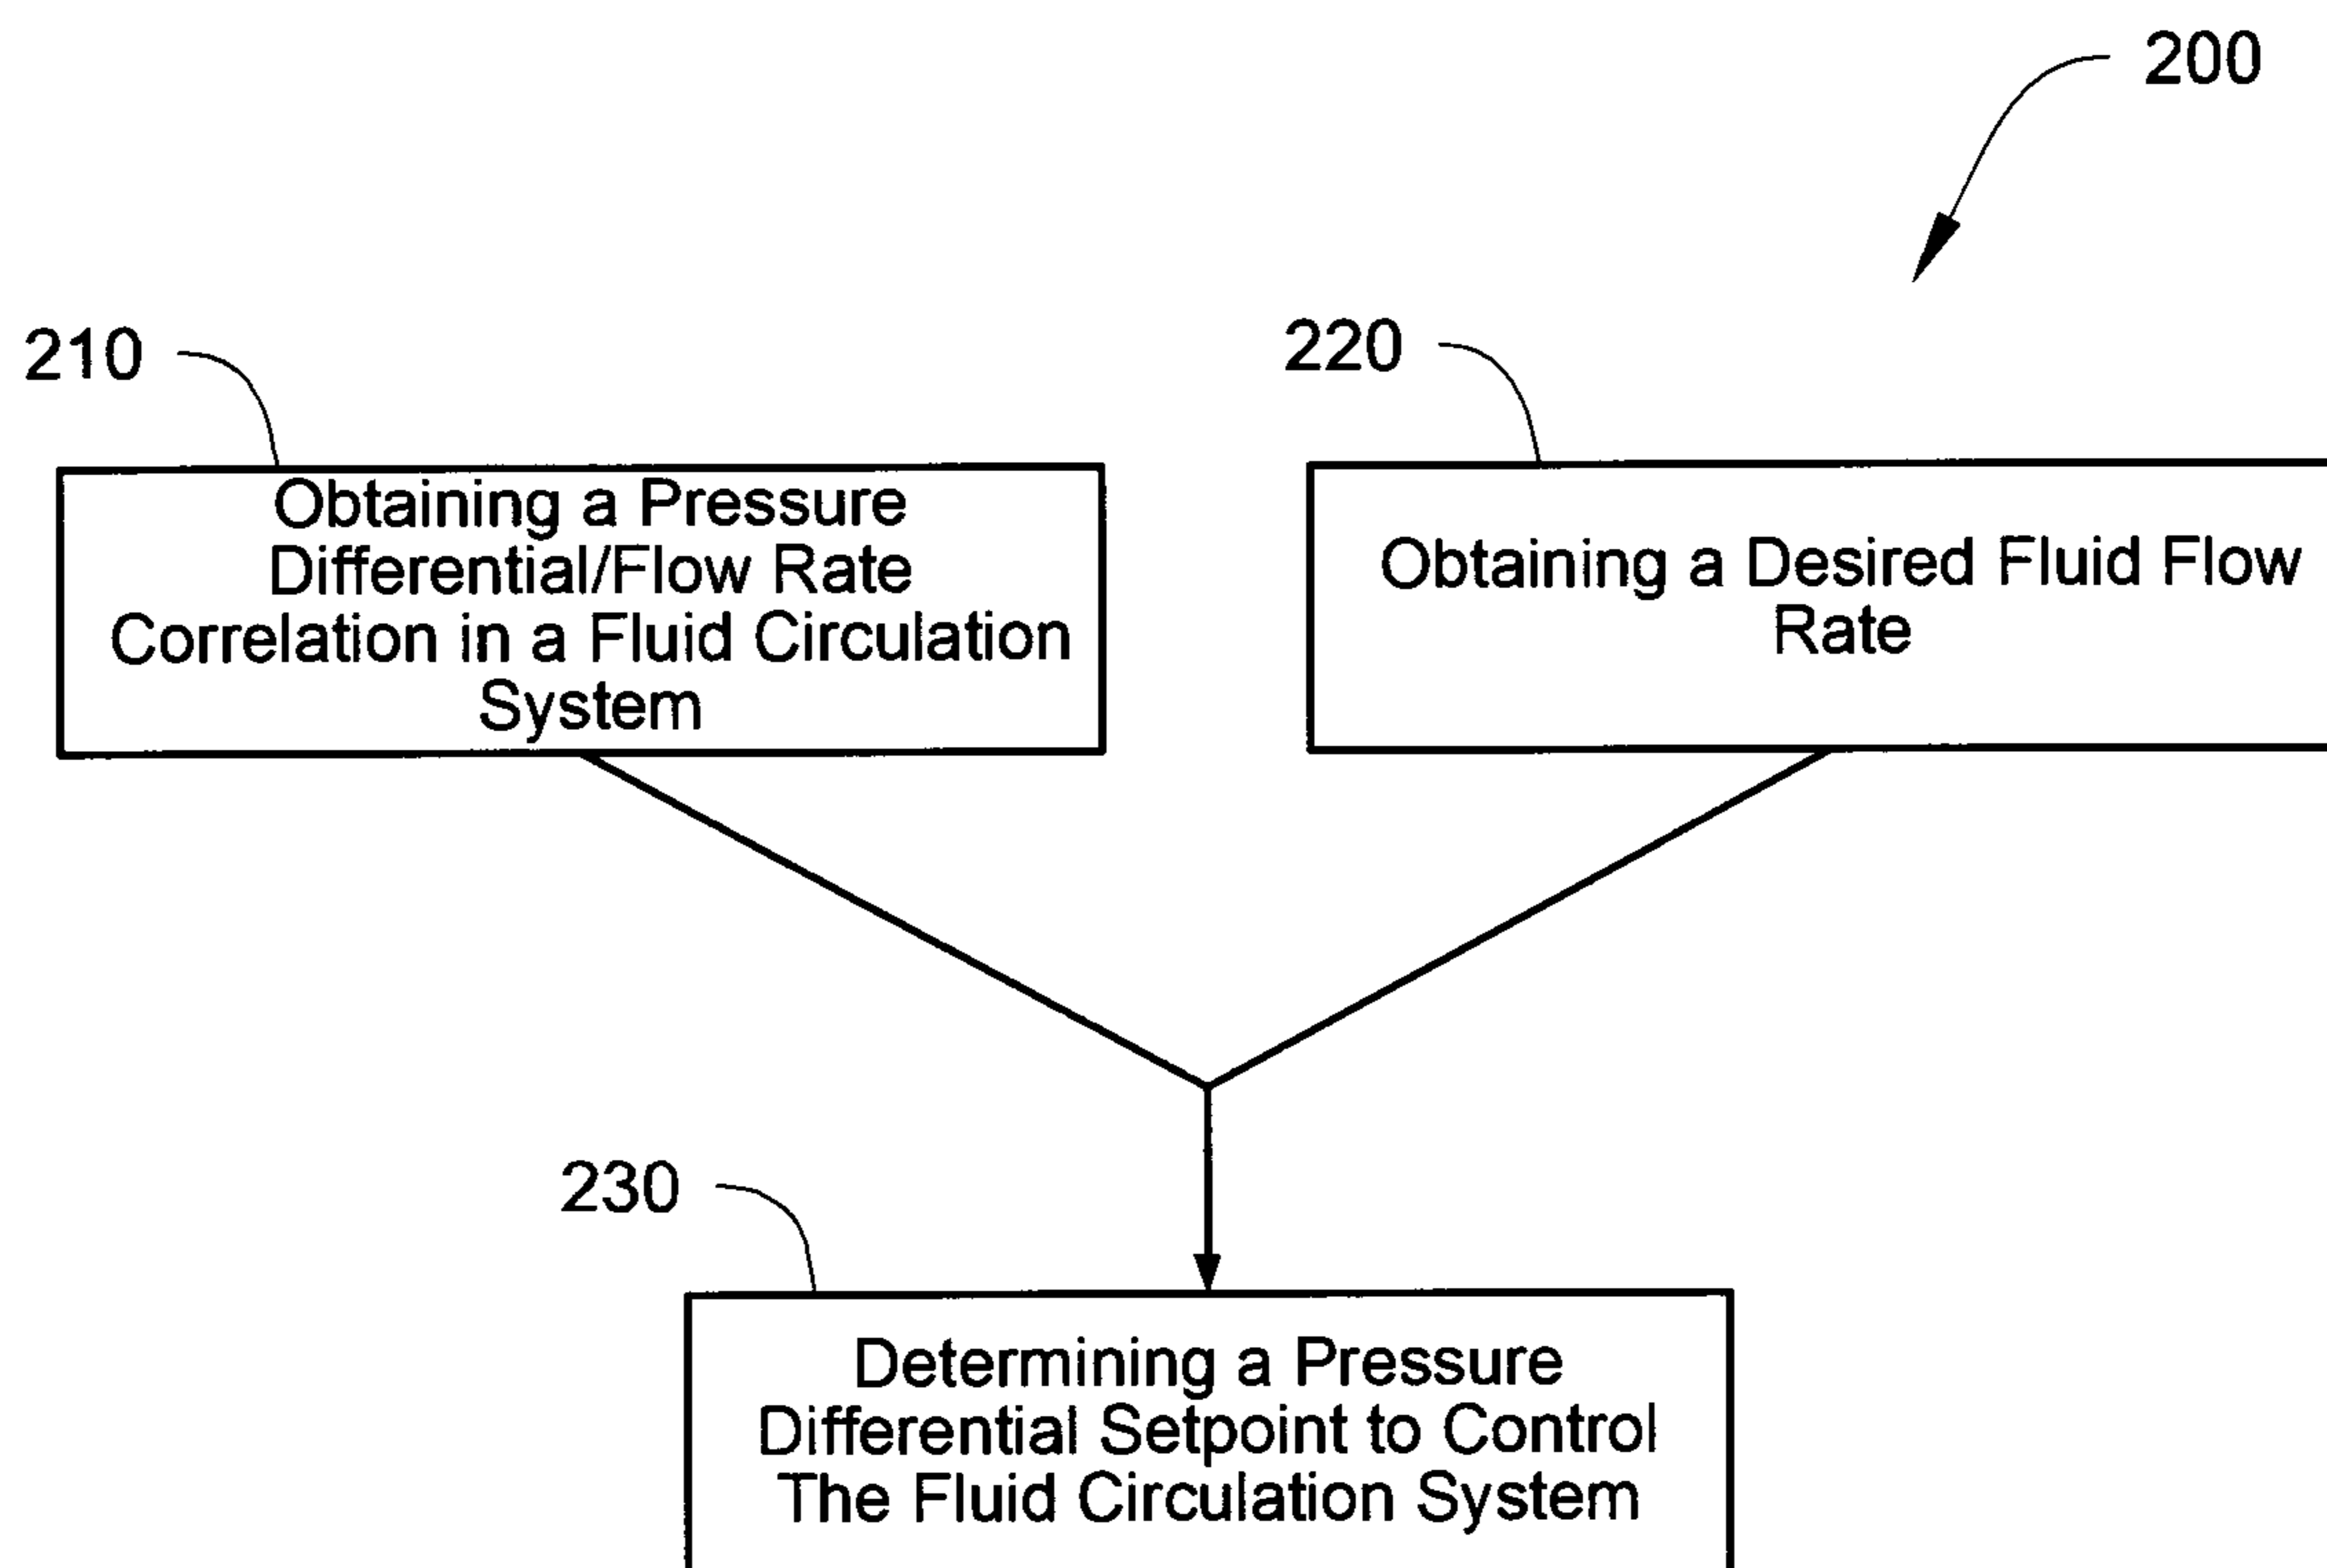 200
210
220
Obtaining a Pressure
Differential/Flow Rate
Correlation in a Fluid Circulation
System
Obtaining a Desired Fluid Flow
Rate
230
Determining a Pressure
Differential Setpoint to Control
The Fluid Circulation System